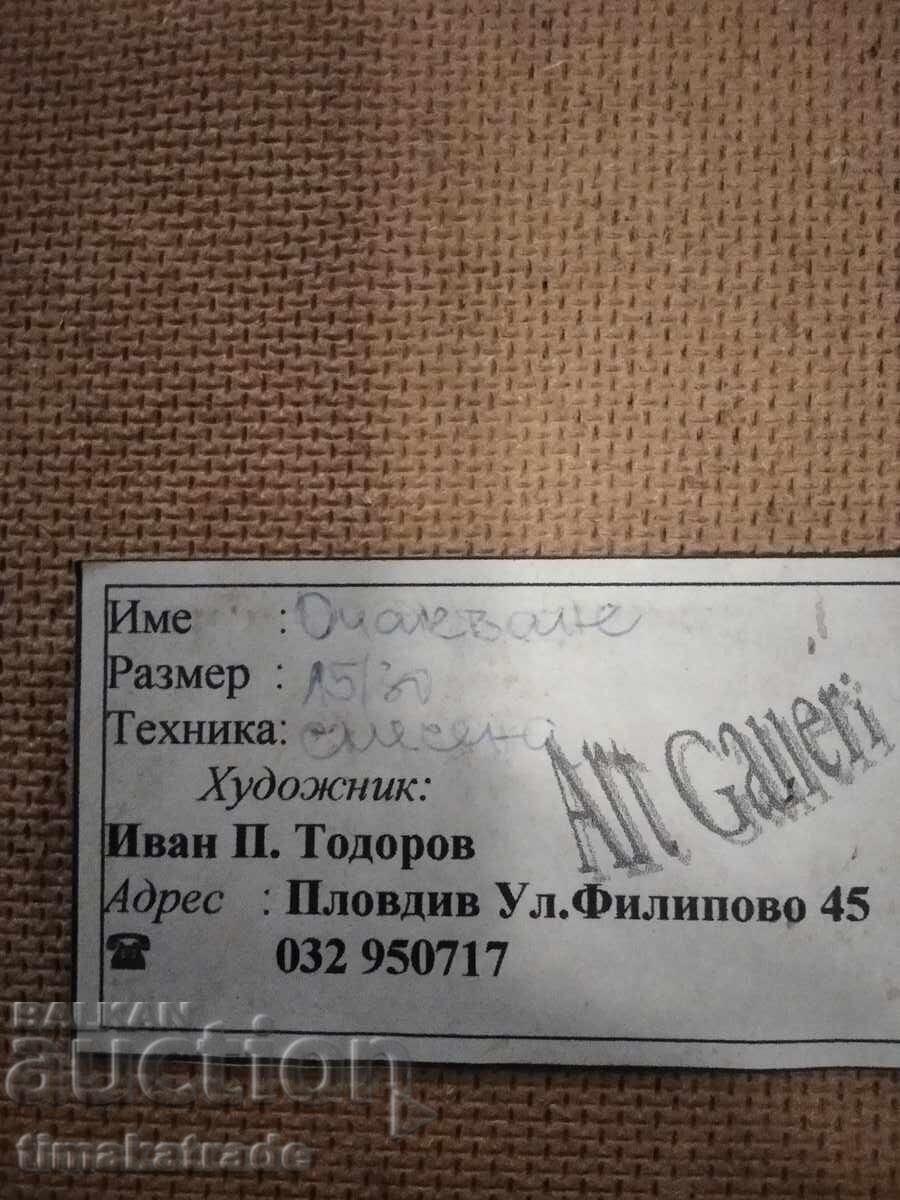 Име : Очакване
Размер : 15/30
Техника: смесена
Художник:
Иван П. Тодоров
Адрес : Пловдив Ул.Филипово 45
☎ 032 950717
Art Galleri
BALKAN
auction
timakatrade